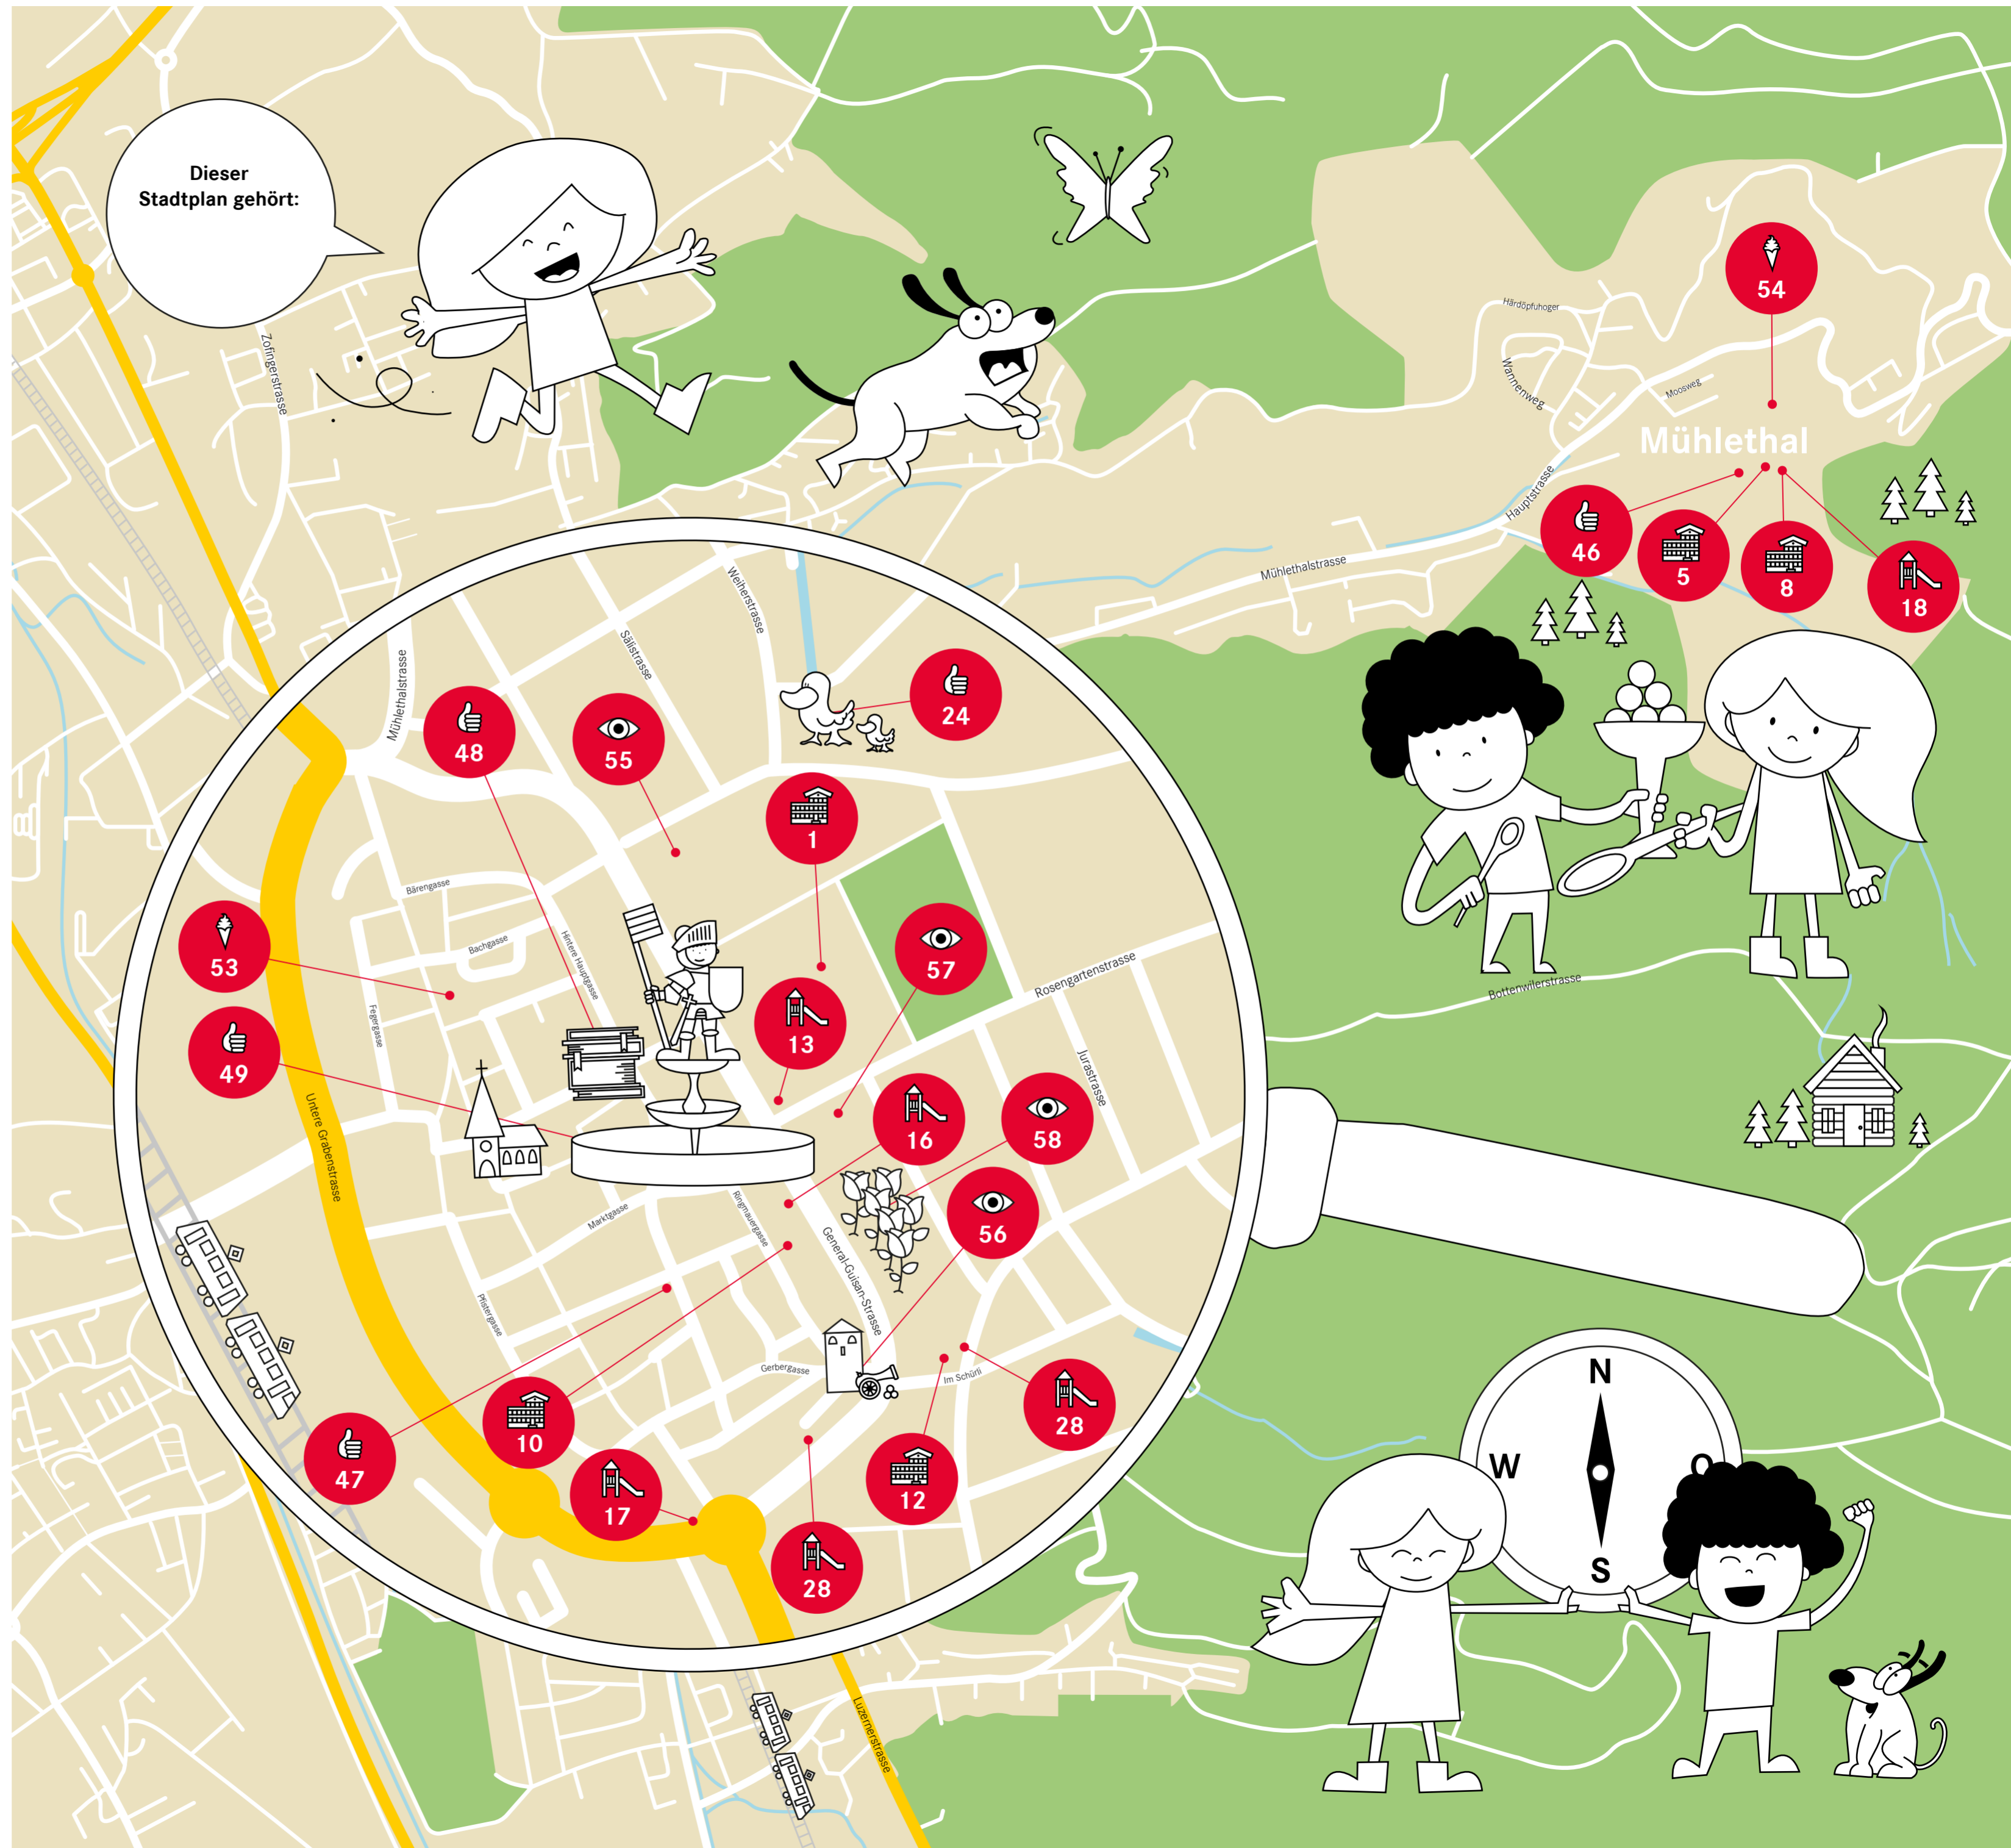 Dieser
Stadtplan gehört:
Zofingerstrasse
Härdöpfuhoger
Wannenweg
Moosweg
54
Mühlethal
Hauptstrasse
46
5
8
18
Mühlethalstrasse
Weiherstrasse
Sälistrasse
Mühlethalstrasse
24
48
55
1
Bärengasse
Bachgasse
Hintere Hauptgasse
53
57
Rosengartenstrasse
Bottenwilerstrasse
Fegergasse
13
49
Jurastrasse
16
58
Untere Grabenstrasse
56
Marktgasse
Ringmauergasse
General-Guisan-Strasse
Pfistergasse
Gerbergasse
Im Schürli
28
10
47
12
17
28
N
W
O
S
Luzernerstrasse